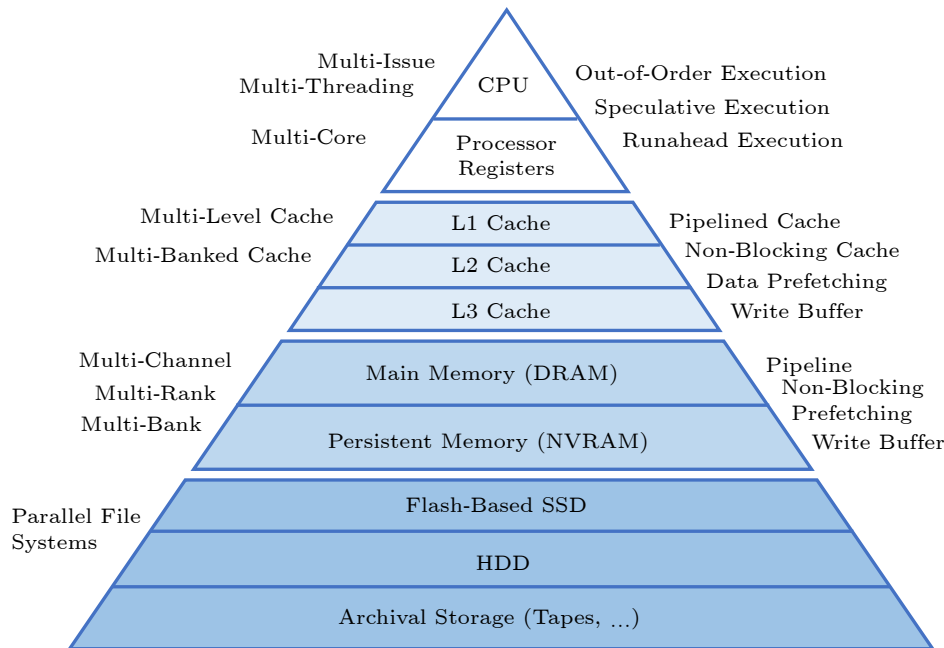 Multi-Issue
Multi-Threading
CPU
Out-of-Order Execution
Speculative Execution
Multi-Core
Processor
Registers
Runahead Execution
Multi-Level Cache
L1 Cache
Pipelined Cache
Multi-Banked Cache
L2 Cache
Non-Blocking Cache
Data Prefetching
L3 Cache
Write Buffer
Multi-Channel
Multi-Rank
Multi-Bank
Main Memory (DRAM)
Pipeline
Non-Blocking
Prefetching
Persistent Memory (NVRAM)
Write Buffer
Parallel File
Systems
Flash-Based SSD
HDD
Archival Storage (Tapes, ...)